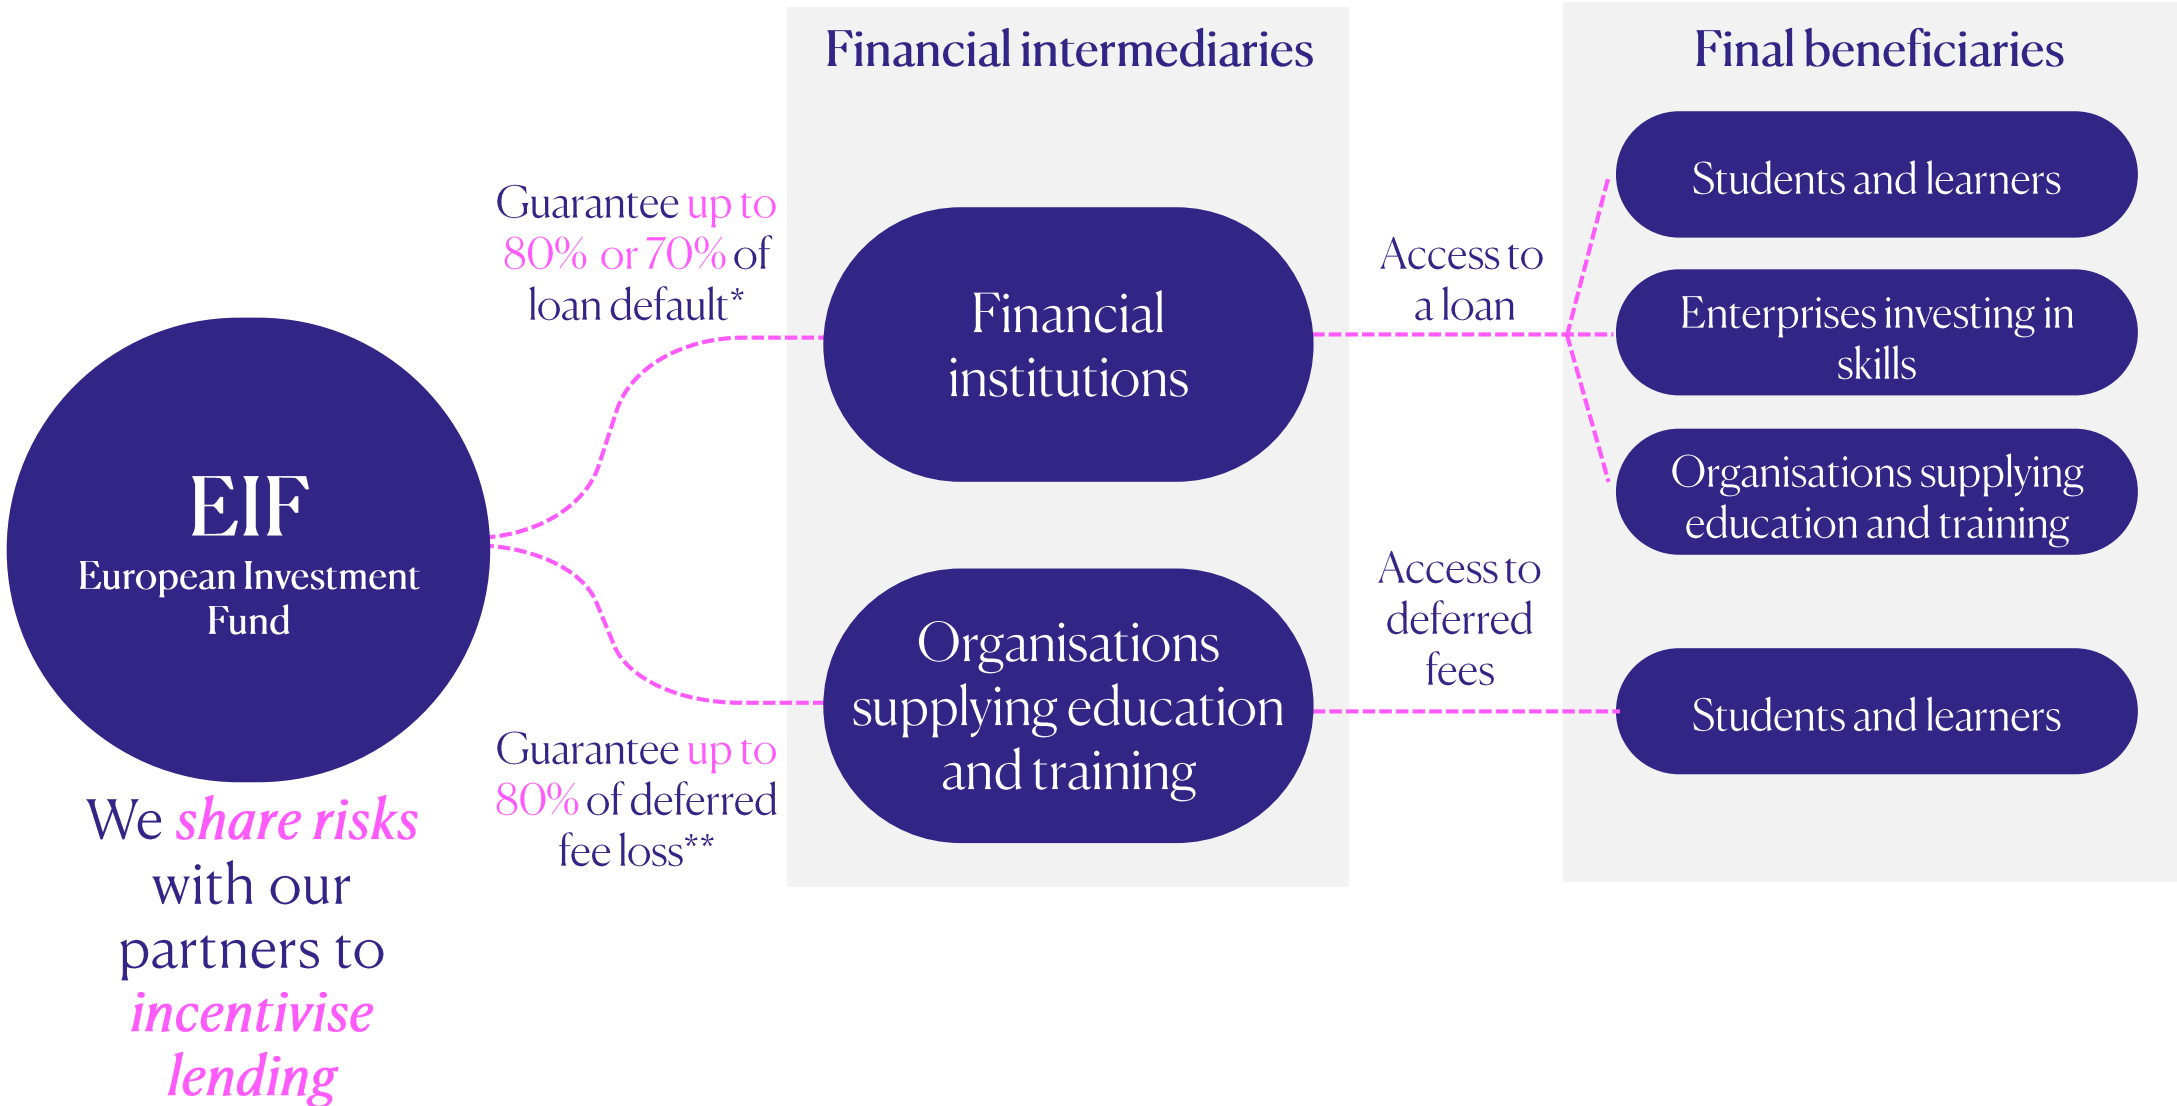 Financial intermediaries
Final beneficiaries
EIF
European Investment
Fund
We share risks
with our
partners to
incentivise
lending
Guarantee up to
80% or 70% of
loan default*
Guarantee up to
80% of deferred
fee loss**
Financial
institutions
Organisations
supplying education
and training
Access to
a loan
Access to
deferred
fees
Students and learners
Enterprises investing in
skills
Organisations supplying
education and training
Students and learners